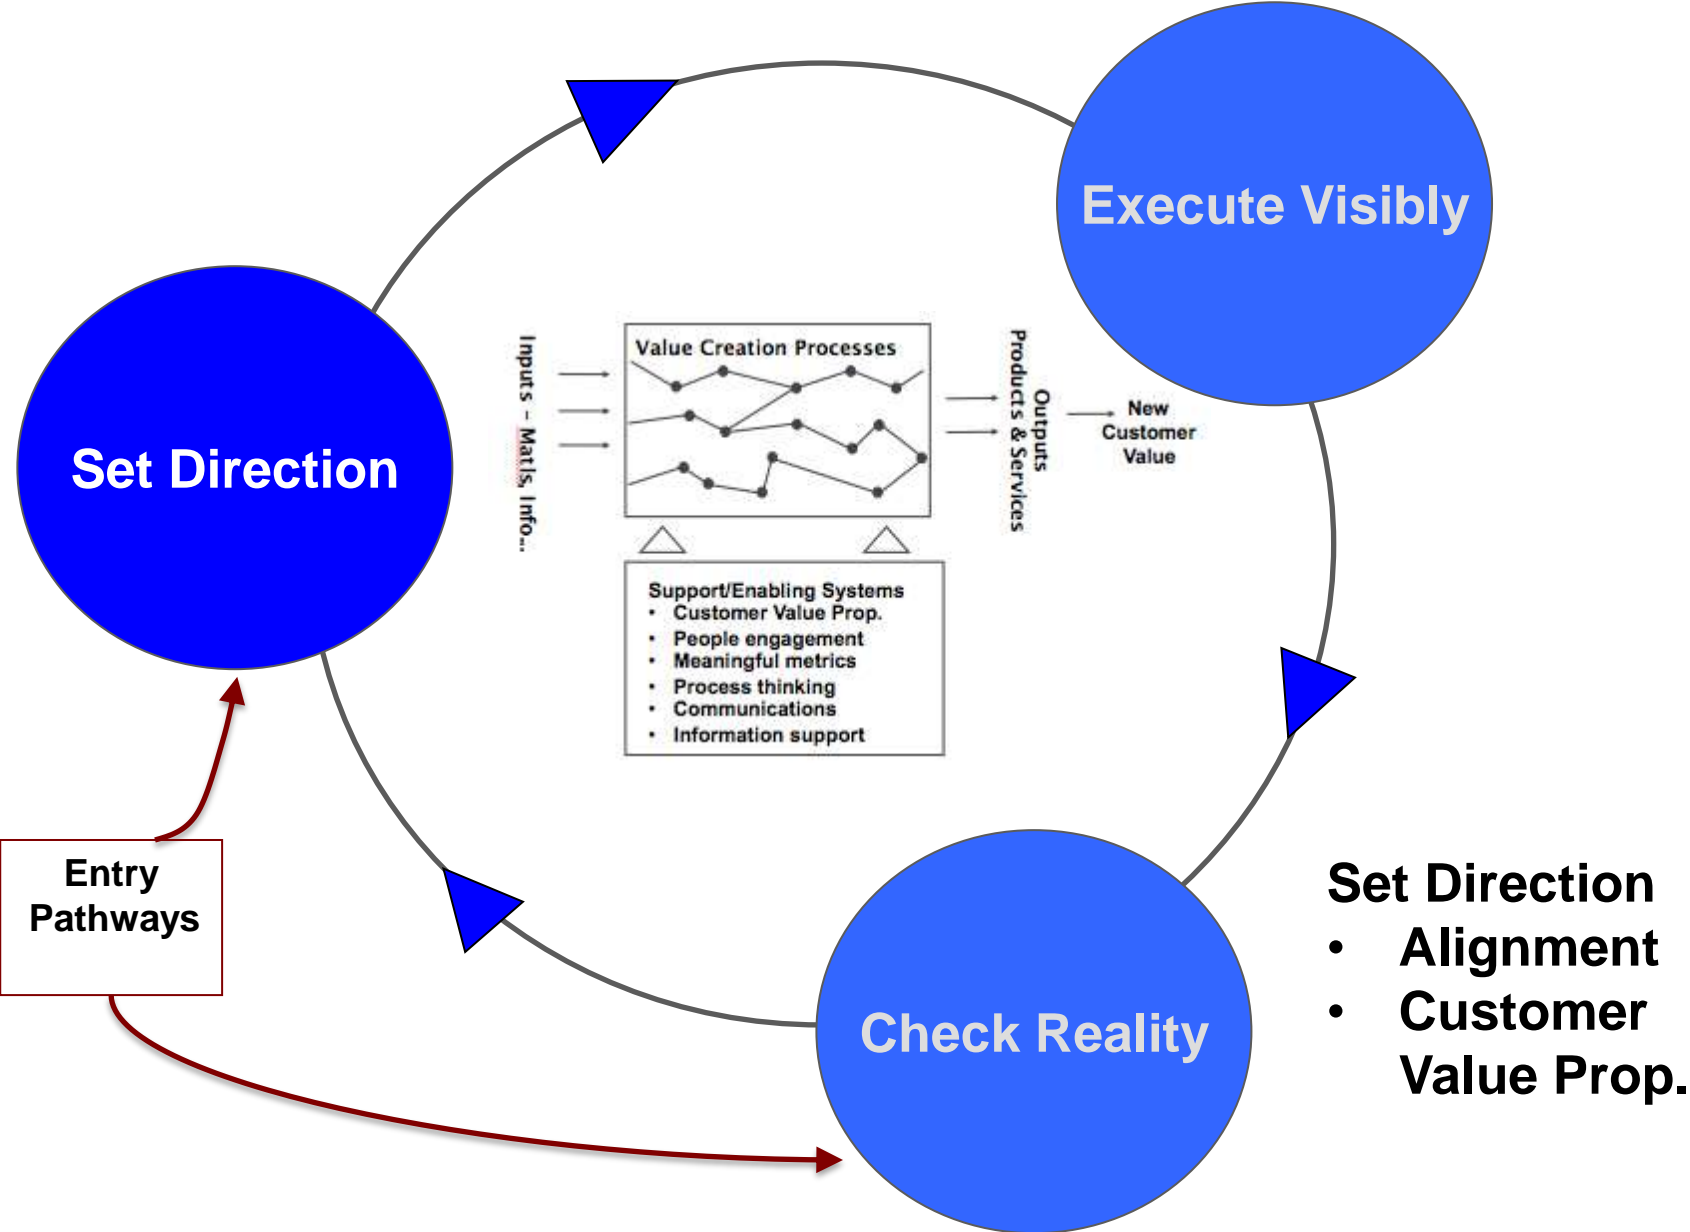 Execute Visibly
Set Direction
Inputs – Matls, Info...
Value Creation Processes
Outputs
Products & Services
New
Customer
Value
Support/Enabling Systems
• Customer Value Prop.
• People engagement
• Meaningful metrics
• Process thinking
• Communications
• Information support
Entry
Pathways
Check Reality
Set Direction
• Alignment
• Customer
Value Prop.